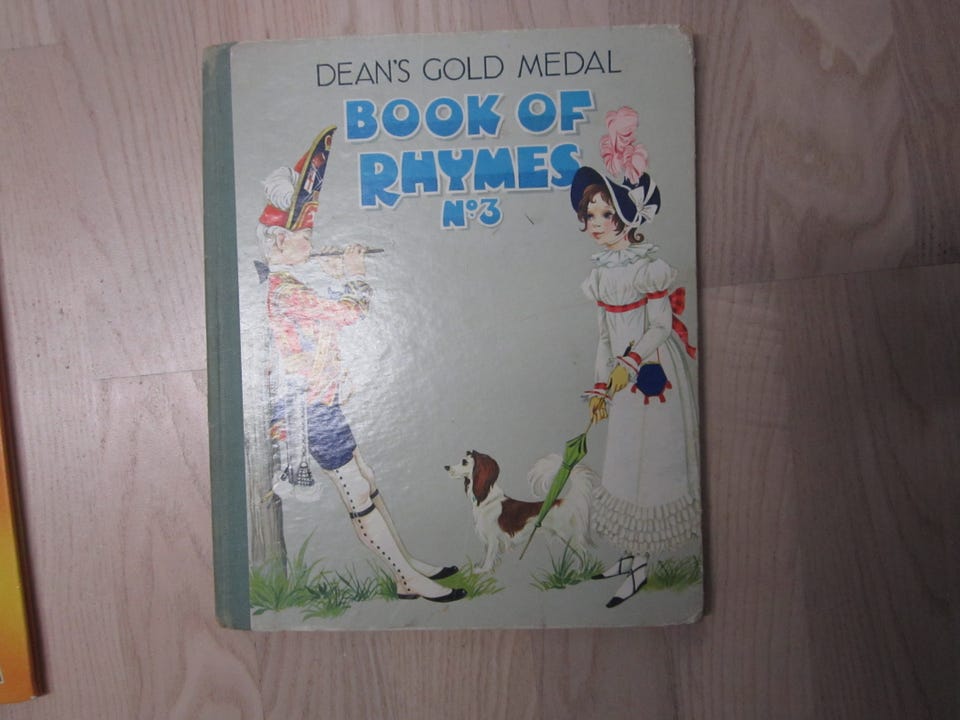 DEAN'S GOLD MEDAL
BOOK OF
RHYMES
Nº3